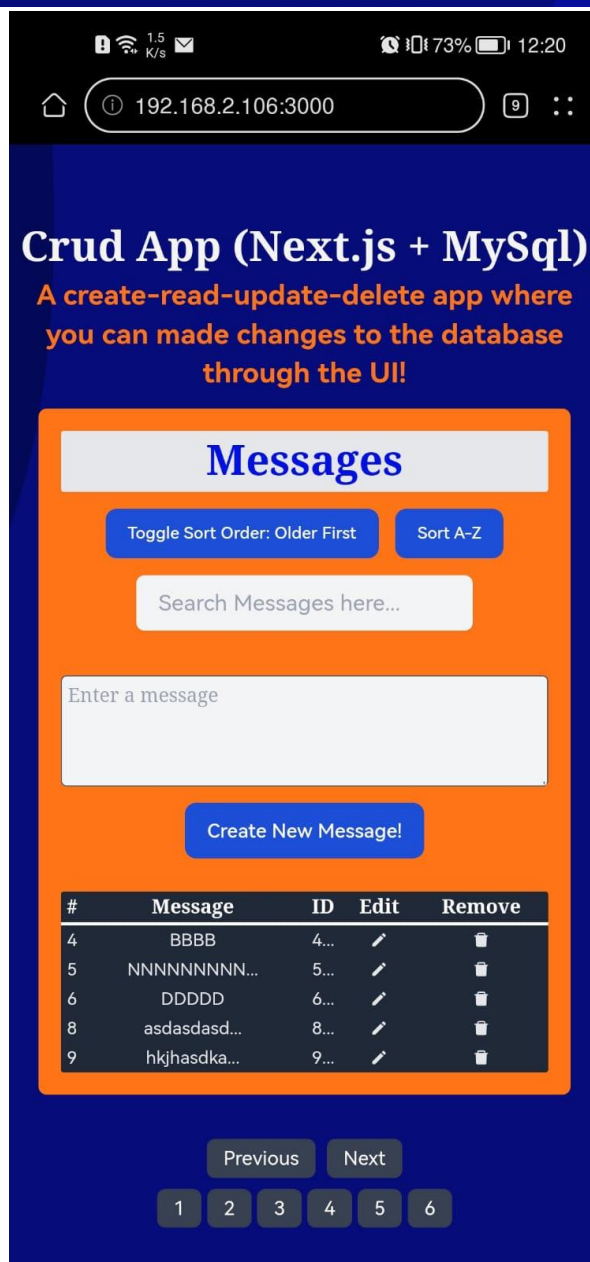 1.5
K/s
73% 12:20
192.168.2.106:3000
9
Crud App (Next.js + MySql)
A create-read-update-delete app where
you can made changes to the database
through the UI!
Messages
Toggle Sort Order: Older First Sort A-Z
Search Messages here...
Enter a message
Create New Message!
# Message ID Edit Remove
4 BBBB 4...
5 NNNNNNNNN... 5...
6 DDDDD 6...
8 asdasdasd... 8...
9 hkjhasdka... 9...
Previous Next
1 2 3 4 5 6